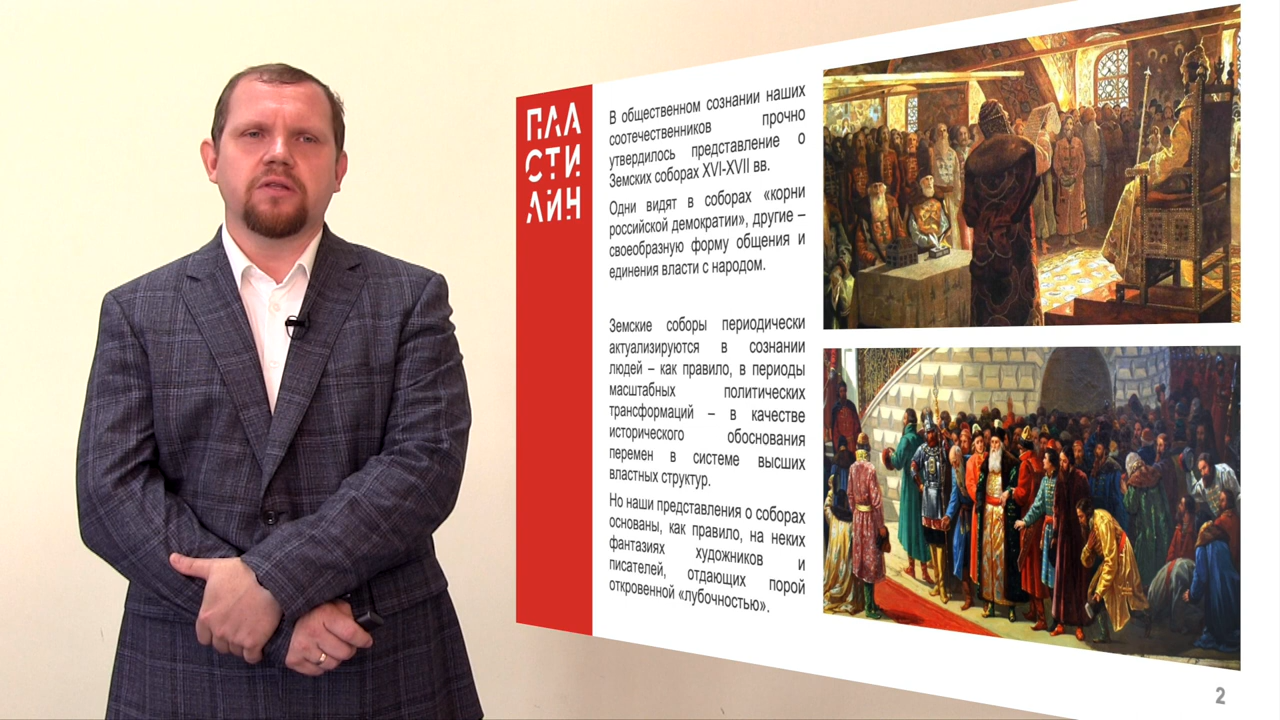 ПЛА
СТИ
ЛИН
В общественном сознании наших
соотечественников прочно
утвердилось представление о
Земских соборах XVI-XVII вв.
Одни видят в соборах «корни
российской демократии», другие –
своеобразную форму общения и
единения власти с народом.
Земские соборы периодически
актуализируются в сознании
людей – как правило, в периоды
масштабных политических
трансформаций – в качестве
исторического обоснования
перемен в системе высших
властных структур.
Но наши представления о соборах
основаны, как правило, на неких
фантазиях художников и
писателей, отдающих порой
откровенной «лубочностью».
2